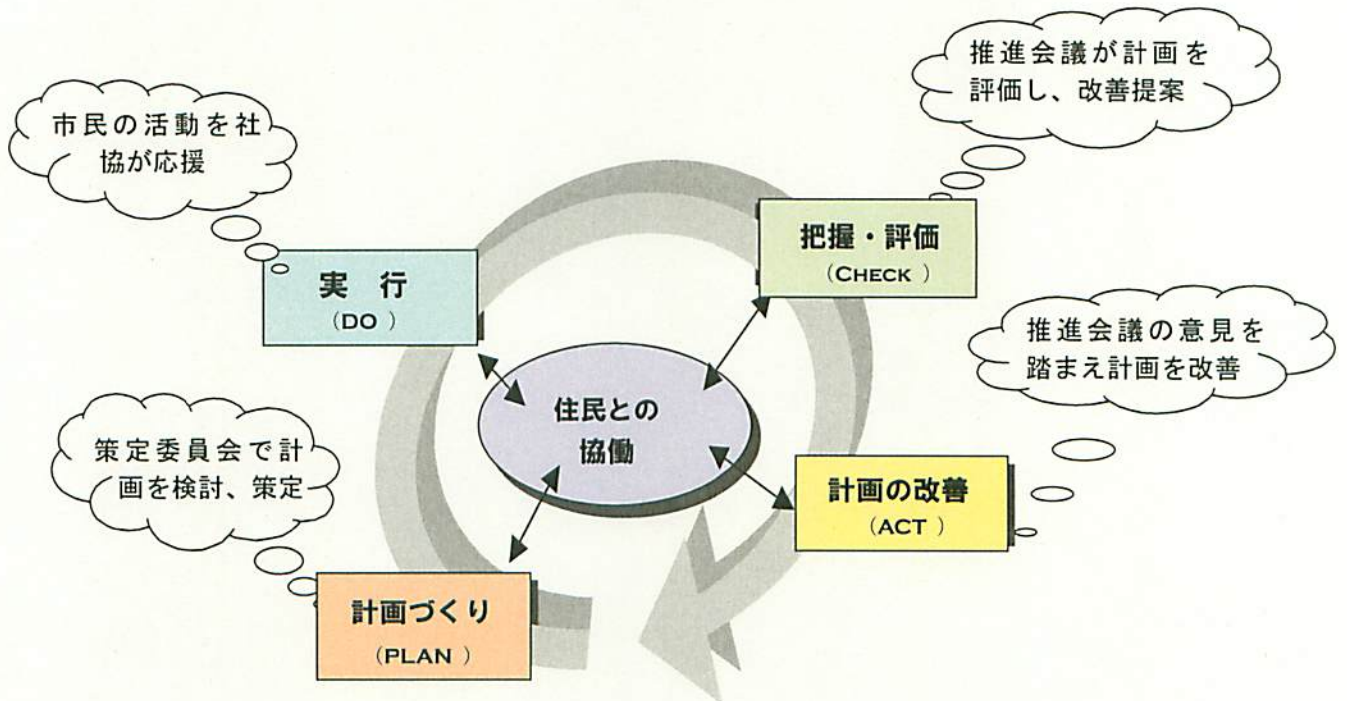 推進会議が計画を
評価し、改善提案
市民の活動を社
協が応援
把握・評価
(CHECK)
実 行
(DO)
推進会議の意見を
踏まえ計画を改善
住民との
協働
策定委員会で計
画を検討、策定
計画の改善
(ACT)
計画づくり
(PLAN)